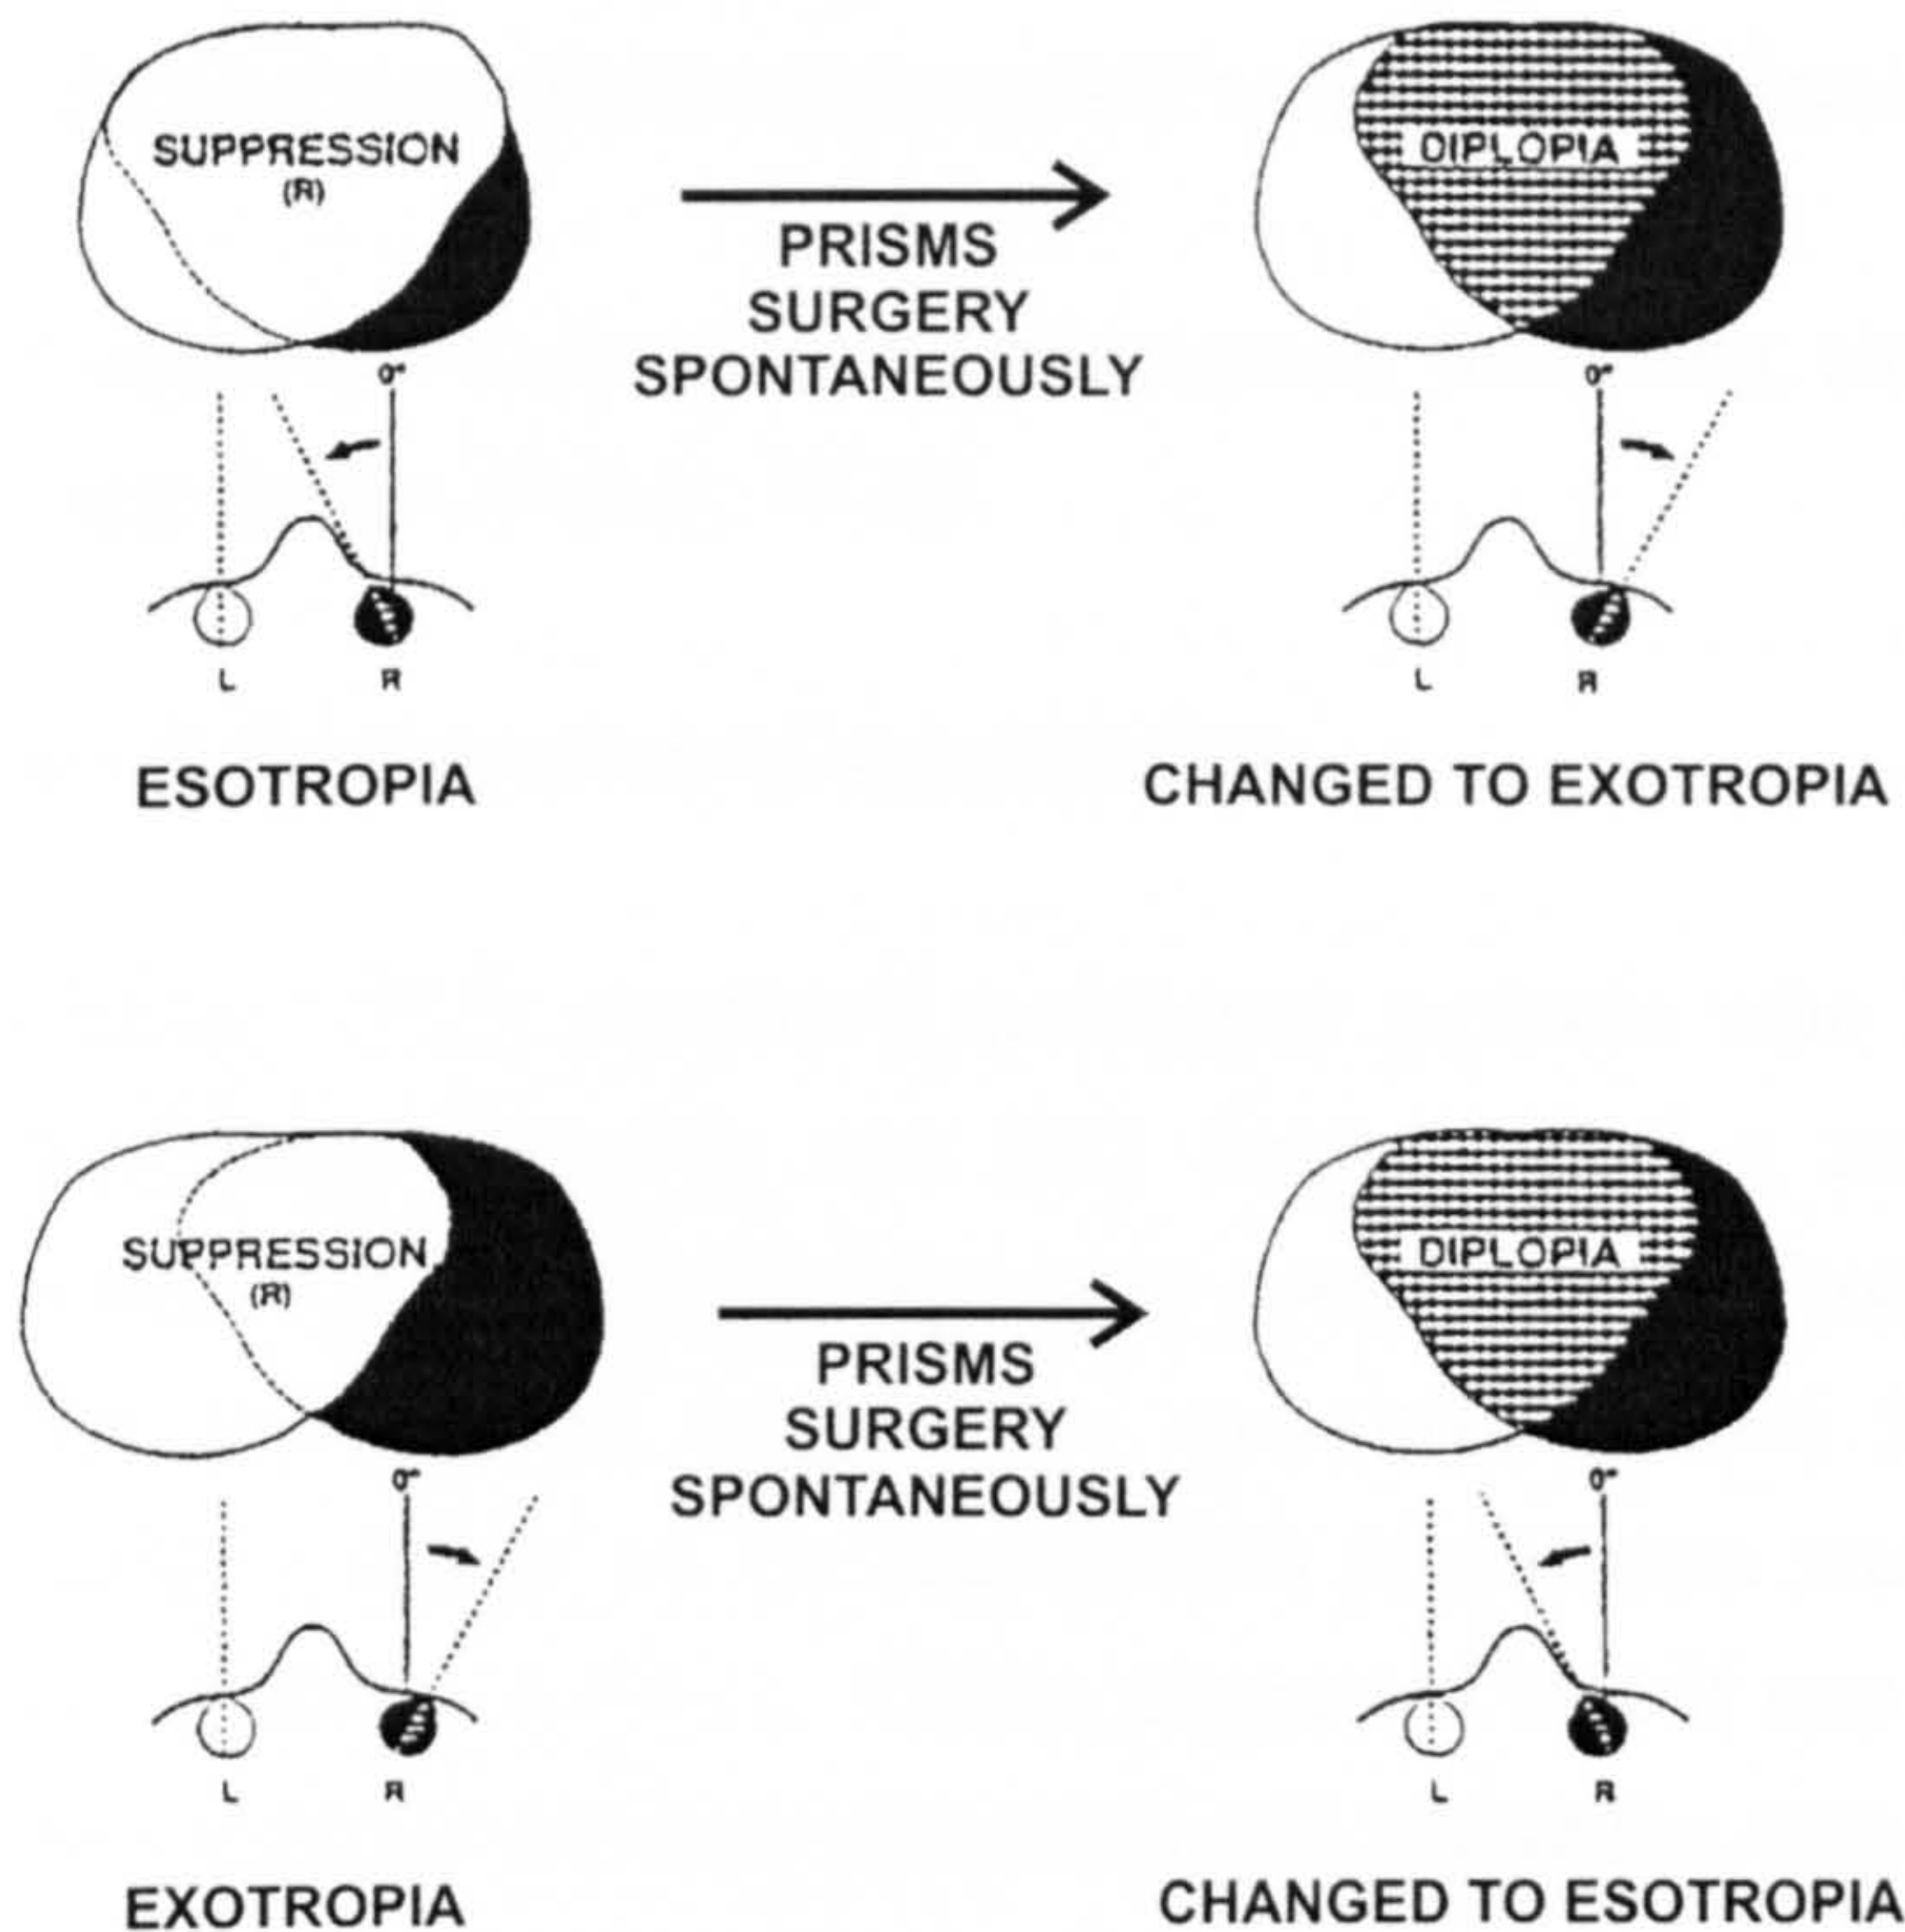 SUPPRESSION
(R)
PRISMS
SURGERY
SPONTANEOUSLY
DIPLOPIA
0°
0°
L
R
L
R
ESOTROPIA
CHANGED TO EXOTROPIA
SUPPRESSION
(R)
PRISMS
SURGERY
SPONTANEOUSLY
DIPLOPIA
0°
0°
L
R
L
R
EXOTROPIA
CHANGED TO ESOTROPIA